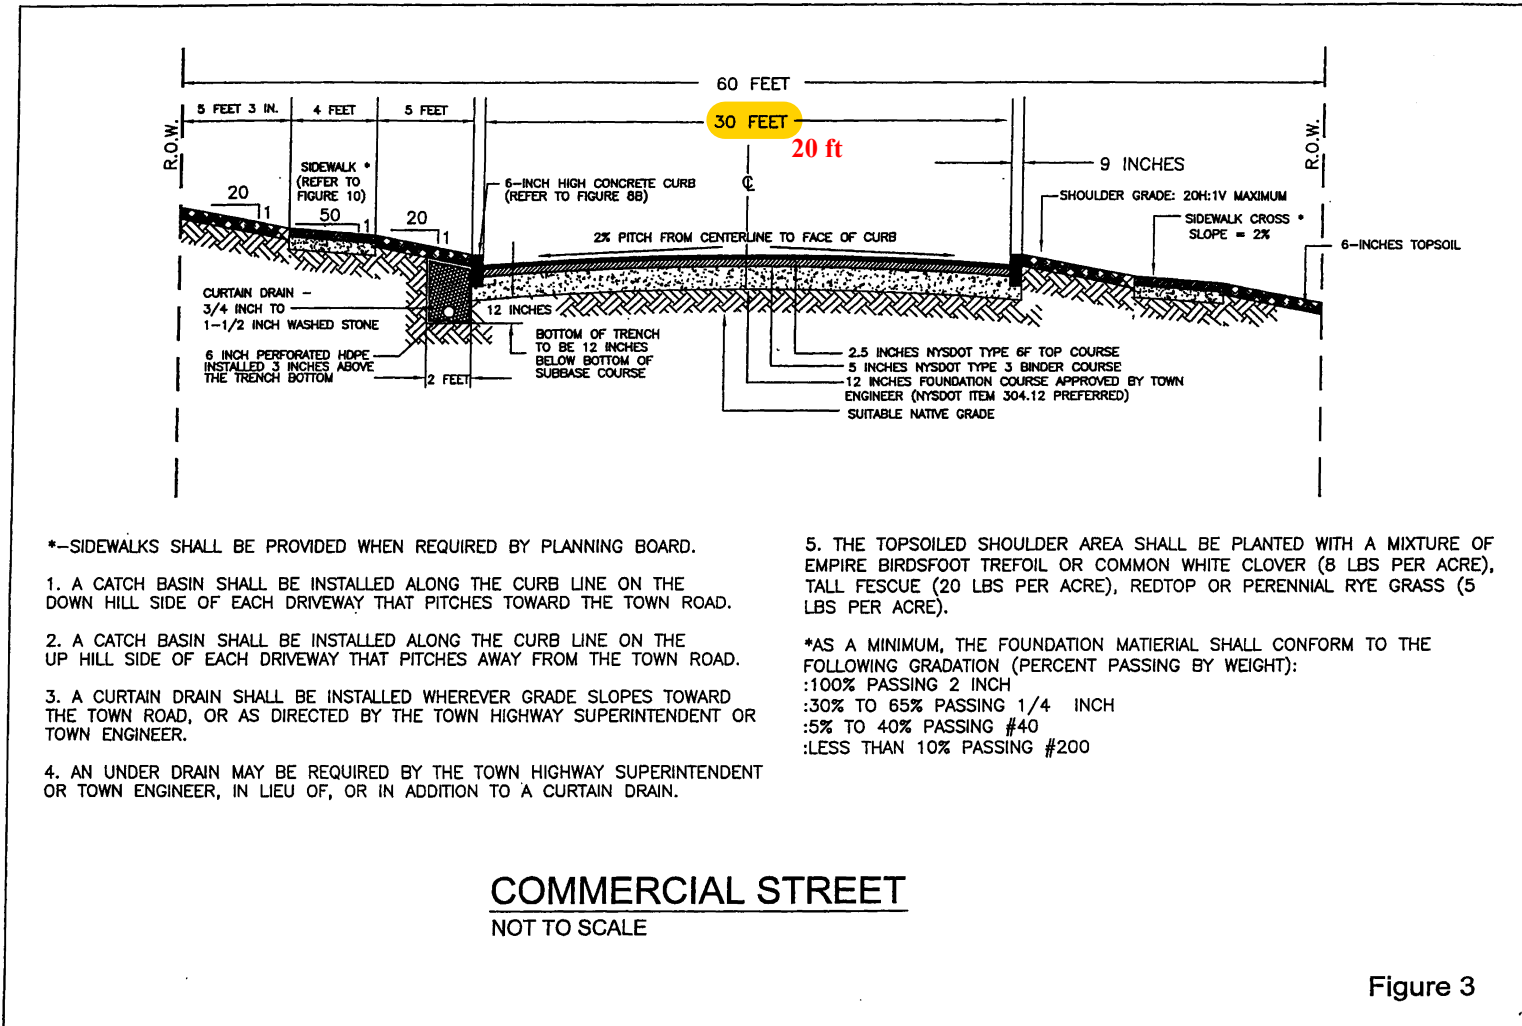 60 FEET
5 FEET 3 IN.
4 FEET
5 FEET
30 FEET
20 ft
R.O.W.
R.O.W.
9 INCHES
SIDEWALK *
(REFER TO
FIGURE 10)
6-INCH HIGH CONCRETE CURB
(REFER TO FIGURE 8B)
℄
SHOULDER GRADE: 20H:1V MAXIMUM
20
1
50
1
20
1
SIDEWALK CROSS *
SLOPE = 2%
2% PITCH FROM CENTERLINE TO FACE OF CURB
6-INCHES TOPSOIL
CURTAIN DRAIN -
3/4 INCH TO
1-1/2 INCH WASHED STONE
12 INCHES
6 INCH PERFORATED HDPE
INSTALLED 3 INCHES ABOVE
THE TRENCH BOTTOM
2 FEET
BOTTOM OF TRENCH
TO BE 12 INCHES
BELOW BOTTOM OF
SUBBASE COURSE
2.5 INCHES NYSDOT TYPE 6F TOP COURSE
5 INCHES NYSDOT TYPE 3 BINDER COURSE
12 INCHES FOUNDATION COURSE APPROVED BY TOWN
ENGINEER (NYSDOT ITEM 304.12 PREFERRED)
SUITABLE NATIVE GRADE
*-SIDEWALKS SHALL BE PROVIDED WHEN REQUIRED BY PLANNING BOARD.
1. A CATCH BASIN SHALL BE INSTALLED ALONG THE CURB LINE ON THE
DOWN HILL SIDE OF EACH DRIVEWAY THAT PITCHES TOWARD THE TOWN ROAD.
2. A CATCH BASIN SHALL BE INSTALLED ALONG THE CURB LINE ON THE
UP HILL SIDE OF EACH DRIVEWAY THAT PITCHES AWAY FROM THE TOWN ROAD.
3. A CURTAIN DRAIN SHALL BE INSTALLED WHEREVER GRADE SLOPES TOWARD
THE TOWN ROAD, OR AS DIRECTED BY THE TOWN HIGHWAY SUPERINTENDENT OR
TOWN ENGINEER.
4. AN UNDER DRAIN MAY BE REQUIRED BY THE TOWN HIGHWAY SUPERINTENDENT
OR TOWN ENGINEER, IN LIEU OF, OR IN ADDITION TO A CURTAIN DRAIN.
5. THE TOPSOILED SHOULDER AREA SHALL BE PLANTED WITH A MIXTURE OF
EMPIRE BIRDSFOOT TREFOIL OR COMMON WHITE CLOVER (8 LBS PER ACRE),
TALL FESCUE (20 LBS PER ACRE), REDTOP OR PERENNIAL RYE GRASS (5
LBS PER ACRE).
*AS A MINIMUM, THE FOUNDATION MATIERIAL SHALL CONFORM TO THE
FOLLOWING GRADATION (PERCENT PASSING BY WEIGHT):
:100% PASSING 2 INCH
:30% TO 65% PASSING 1/4 INCH
:5% TO 40% PASSING #40
:LESS THAN 10% PASSING #200
COMMERCIAL STREET
NOT TO SCALE
Figure 3